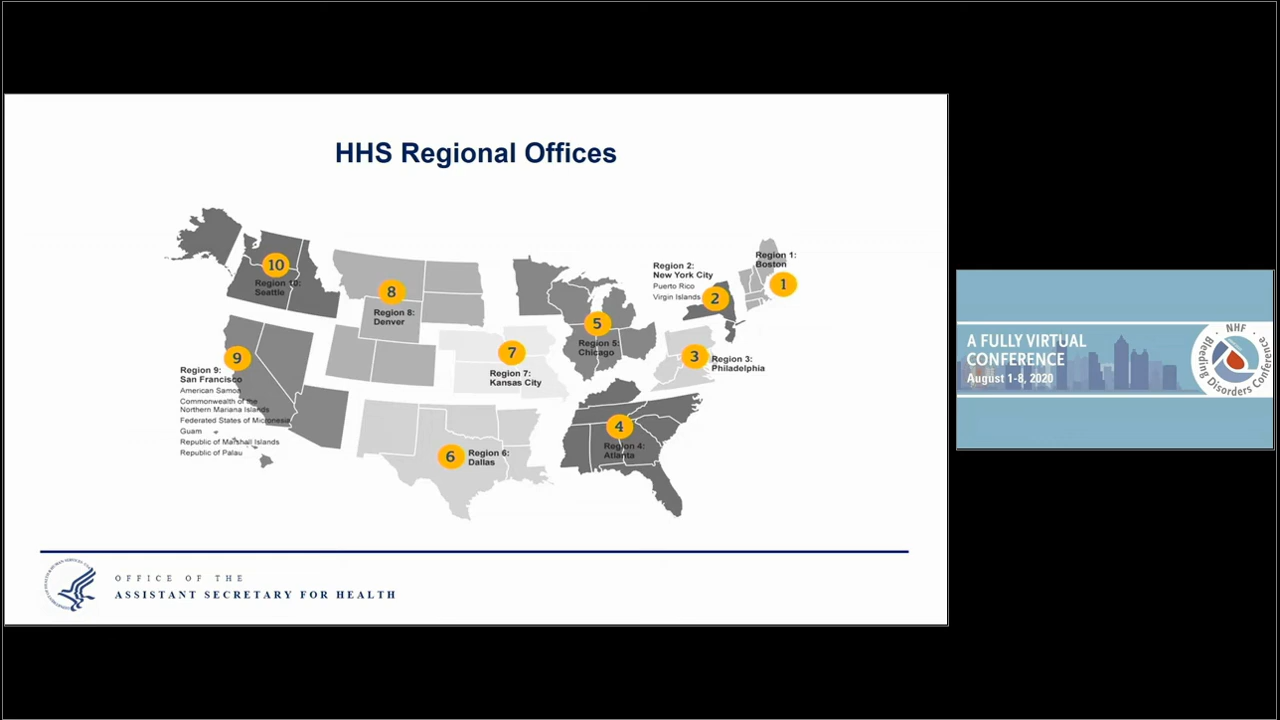 HHS Regional Offices
10
Region 10:
Seattle
8
Region 8:
Denver
9
Region 9:
San Francisco
American Samoa
Commonwealth of the
Northern Mariana Islands
Federated States of Micronesia
Guam
Republic of Marshall Islands
Republic of Palau
7
Region 7:
Kansas City
6
Region 6:
Dallas
5
Region 5:
Chicago
4
Region 4:
Atlanta
Region 2:
New York City
Puerto Rico
Virgin Islands
2
Region 1:
Boston
1
3
Region 3:
Philadelphia
OFFICE OF THE
ASSISTANT SECRETARY FOR HEALTH
A FULLY VIRTUAL
CONFERENCE
August 1-8, 2020
NHF
Bleeding Disorders Conference